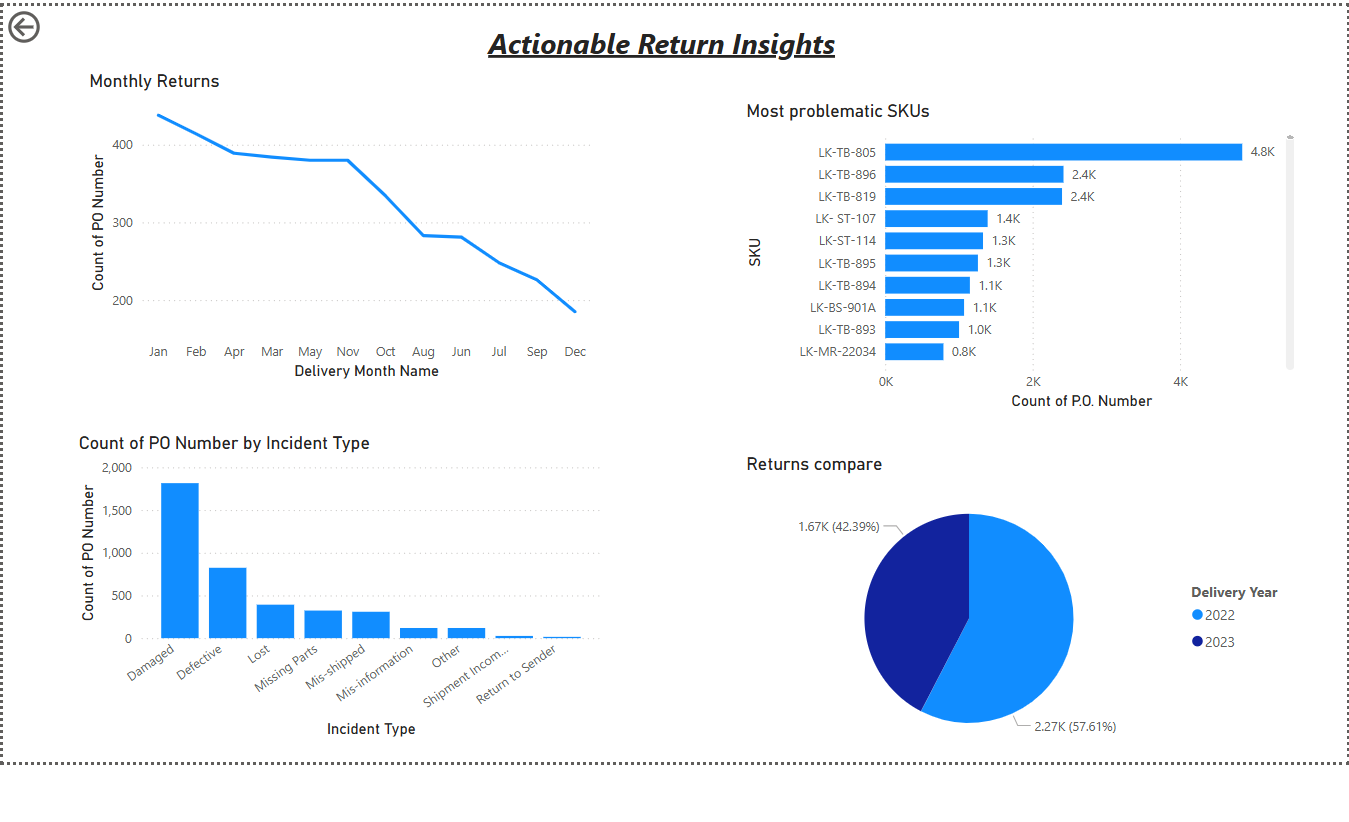 Actionable Return Insights
Monthly Returns
Count of PO Number
400
300
200
Jan Feb Apr Mar May Nov Oct Aug Jun Jul Sep Dec
Delivery Month Name
Most problematic SKUs
SKU
LK-TB-805 4.8K
LK-TB-896 2.4K
LK-TB-819 2.4K
LK- ST-107 1.4K
LK-ST-114 1.3K
LK-TB-895 1.3K
LK-TB-894 1.1K
LK-BS-901A 1.1K
LK-TB-893 1.0K
LK-MR-22034 0.8K
0K 2K 4K
Count of P.O. Number
Count of PO Number by Incident Type
Count of PO Number
2,000
1,500
1,000
500
0
Damaged Defective Lost Missing Parts Mis-shipped Mis-information Other Shipment Incom... Return to Sender
Incident Type
Returns compare
1.67K (42.39%)
2.27K (57.61%)
Delivery Year
2022
2023